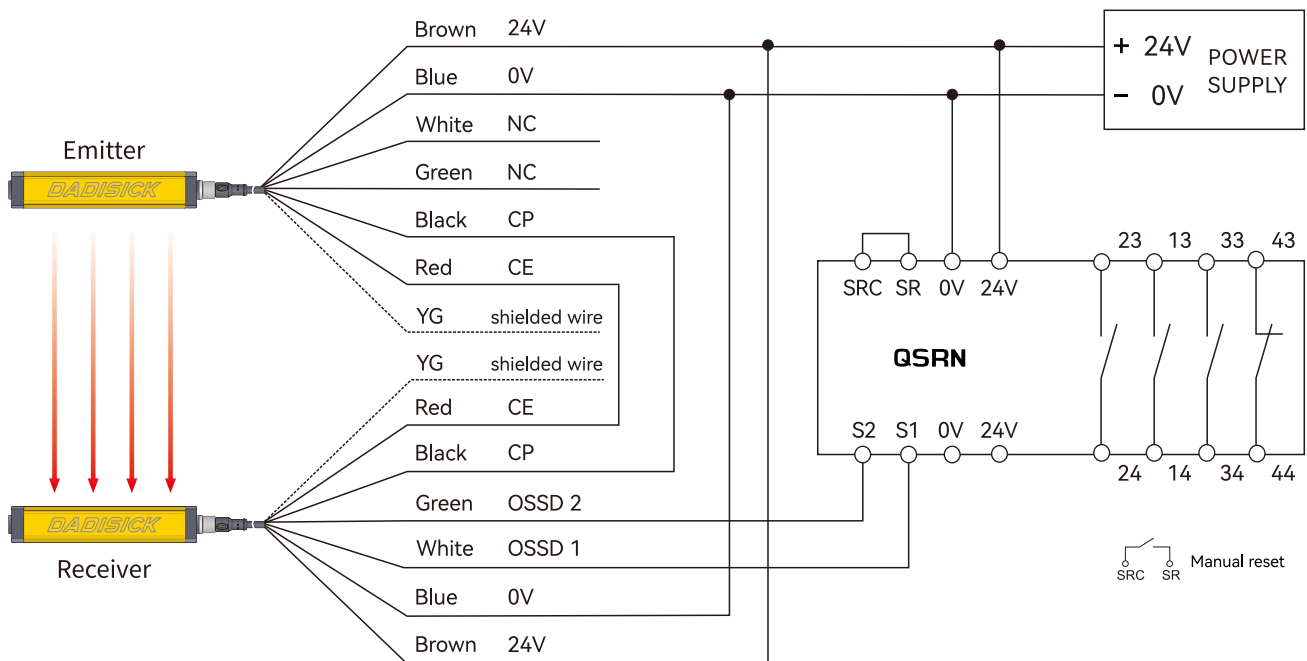 Brown 24V
+ 24V
POWER
SUPPLY
Blue 0V
- 0V
White NC
Emitter
Green NC
DADISICK
Black CP
23 13 33 43
Red CE
SRC SR 0V 24V
YG shielded wire
QSRN
YG shielded wire
Red CE
S2 S1 0V 24V
Black CP
24 14 34 44
Green OSSD 2
DADISICK
White OSSD 1
Receiver
SRC SR Manual reset
Blue 0V
Brown 24V